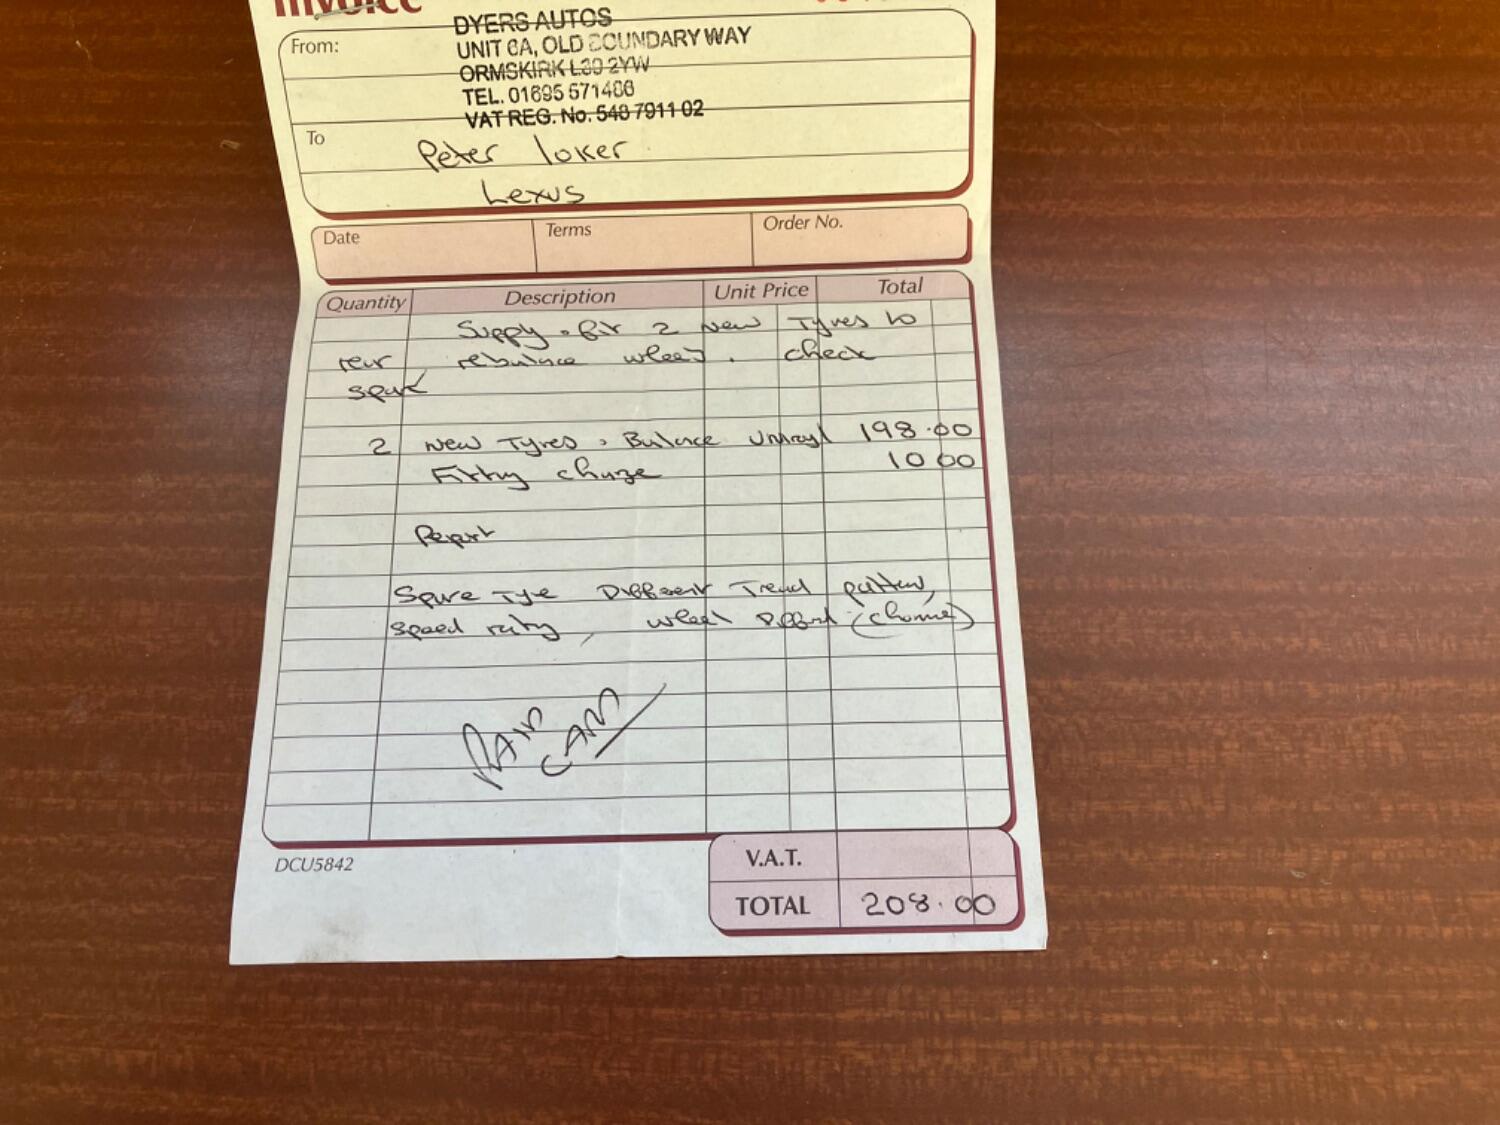 Invoice
DYERS AUTOS
From:
UNIT 6A, OLD BOUNDARY WAY
ORMSKIRK L39 2YW
TEL. 01695 571466
VAT REG. No. 548 7911 02
To
Peter Loker
Lexus
Date Terms Order No.
Quantity Description Unit Price Total
Supply + fit 2 new Tyres to
rear rebalance wheels. check
spare
2 New Tyres + Balance 198.00
Fitting charge 10 00
Report
Spare Tyre Different Tread pattern,
speed rating, wheel Different (chrome)
PAID
DCU5842
V.A.T.
TOTAL 208.00